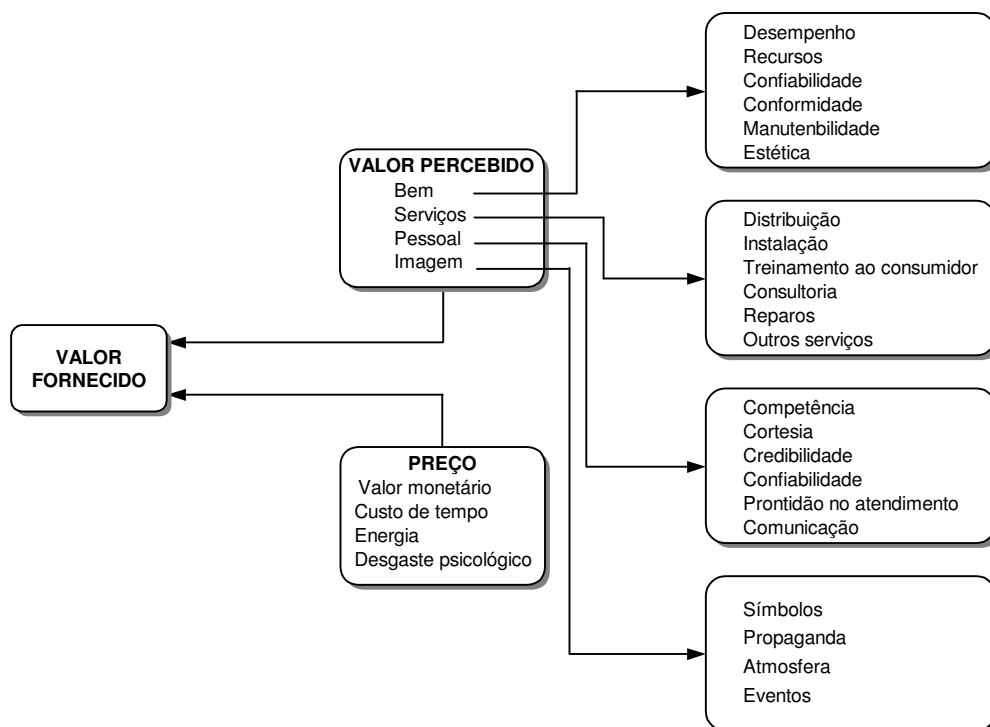 VALOR
FORNECIDO
VALOR PERCEBIDO
Bem
Serviços
Pessoal
Imagem
PREÇO
Valor monetário
Custo de tempo
Energia
Desgaste psicológico
Desempenho
Recursos
Confiabilidade
Conformidade
Manutenbilidade
Estética
Distribuição
Instalação
Treinamento ao consumidor
Consultoria
Reparos
Outros serviços
Competência
Cortesia
Credibilidade
Confiabilidade
Prontidão no atendimento
Comunicação
Símbolos
Propaganda
Atmosfera
Eventos